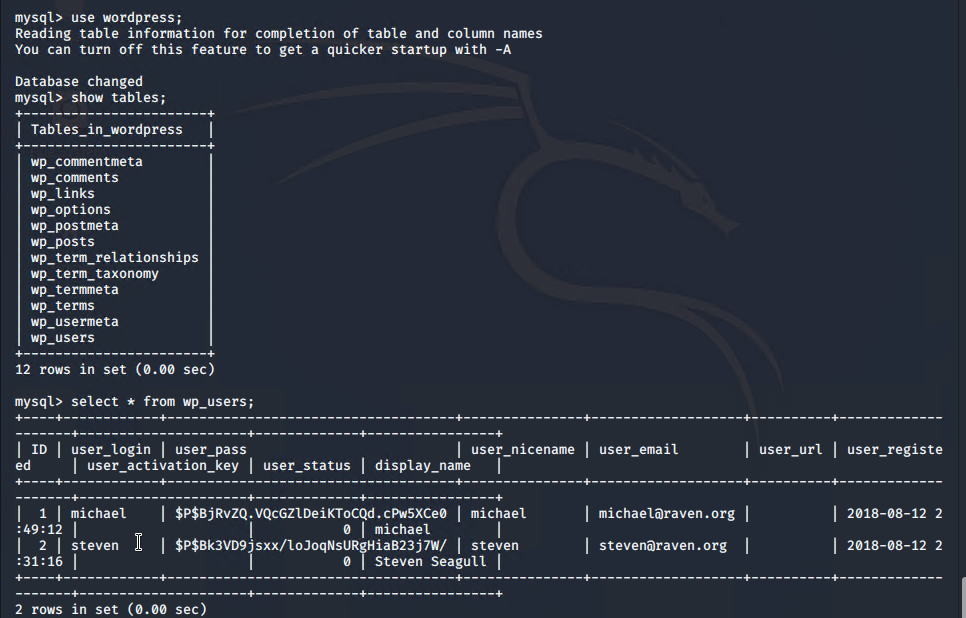 mysql> use wordpress;
Reading table information for completion of table and column names
You can turn off this feature to get a quicker startup with -A
Database changed
mysql> show tables;
+------------------------+
| Tables_in_wordpress    |
+------------------------+
| wp_commentmeta         |
| wp_comments            |
| wp_links               |
| wp_options             |
| wp_postmeta            |
| wp_posts               |
| wp_term_relationships  |
| wp_term_taxonomy       |
| wp_termmeta            |
| wp_terms               |
| wp_usermeta            |
| wp_users               |
+------------------------+
12 rows in set (0.00 sec)
mysql> select * from wp_users;
+----+------------+------------------------------------+---------------+-------------------+----------+-------------
-------+---------------------+-------------+----------------+
| ID | user_login | user_pass                          | user_nicename | user_email        | user_url | user_registe
ed     | user_activation_key | user_status | display_name   |
+----+------------+------------------------------------+---------------+-------------------+----------+-------------
-------+---------------------+-------------+----------------+
|  1 | michael    | $P$BjRvZQ.VQcGZlDeiKToCQd.cPw5XCe0 | michael       | michael@raven.org |          | 2018-08-12 2
:49:12 |                     |           0 | michael        |
|  2 | steven     | $P$Bk3VD9jsxx/loJoqNsURgHiaB23j7W/ | steven        | steven@raven.org  |          | 2018-08-12 2
:31:16 |                     |           0 | Steven Seagull |
+----+------------+------------------------------------+---------------+-------------------+----------+-------------
-------+---------------------+-------------+----------------+
2 rows in set (0.00 sec)